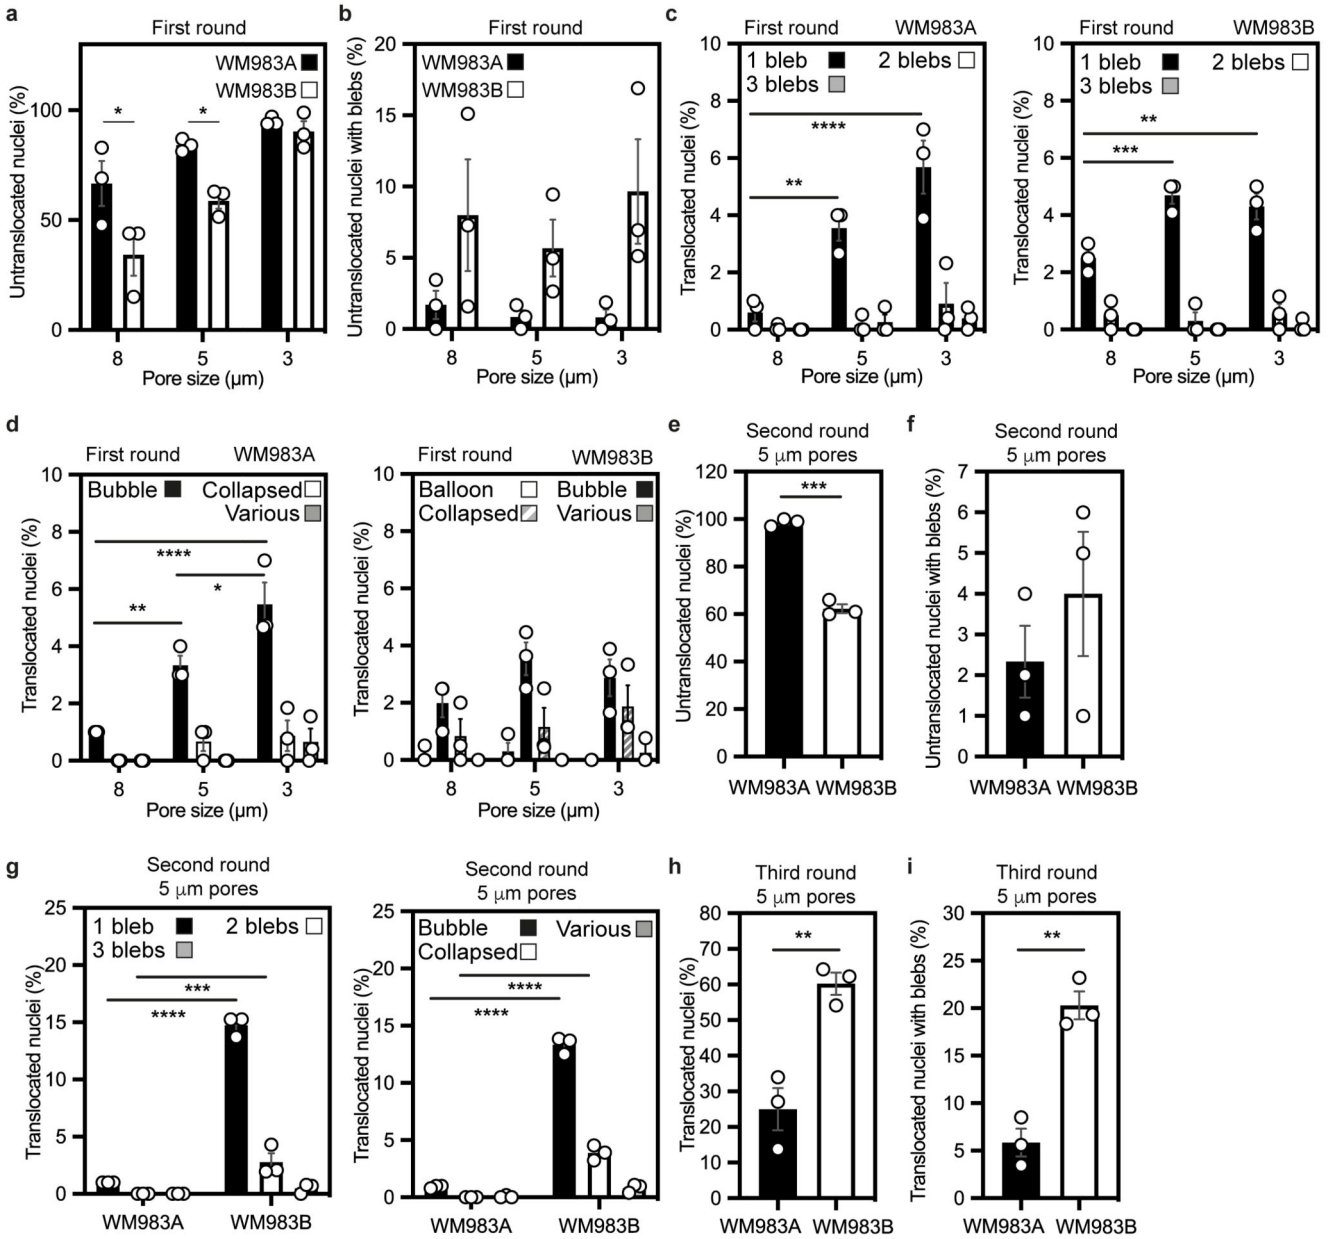 a
First round
Untranslocated nuclei (%)
WM983A
WM983B
100
50
0
* *
8 5 3
Pore size (µm)
b
First round
Untranslocated nuclei with blebs (%)
WM983A
WM983B
20
15
10
5
0
8 5 3
Pore size (µm)
c
First round WM983A
Translocated nuclei (%)
1 bleb 2 blebs
3 blebs
10
8
6
4
2
0
****
**
8 5 3
Pore size (µm)
First round WM983B
Translocated nuclei (%)
1 bleb 2 blebs
3 blebs
10
8
6
4
2
0
**
***
8 5 3
Pore size (µm)
d
First round WM983A
Translocated nuclei (%)
Bubble Collapsed
Various
10
8
6
4
2
0
****
*
**
8 5 3
Pore size (µm)
First round WM983B
Translocated nuclei (%)
Balloon Bubble
Collapsed Various
10
8
6
4
2
0
8 5 3
Pore size (µm)
e
Second round
5 µm pores
Untranslocated nuclei (%)
120
100
80
60
40
20
0
***
WM983A WM983B
f
Second round
5 µm pores
Untranslocated nuclei with blebs (%)
7
6
5
4
3
2
1
0
WM983A WM983B
g
Second round
5 µm pores
Translocated nuclei (%)
1 bleb 2 blebs
3 blebs
25
20
15
10
5
0
***
****
WM983A WM983B
Second round
5 µm pores
Translocated nuclei (%)
Bubble Various
Collapsed
25
20
15
10
5
0
****
****
WM983A WM983B
h
Third round
5 µm pores
Translocated nuclei (%)
80
70
60
50
40
30
20
10
0
**
WM983A WM983B
i
Third round
5 µm pores
Translocated nuclei with blebs (%)
30
25
20
15
10
5
0
**
WM983A WM983B